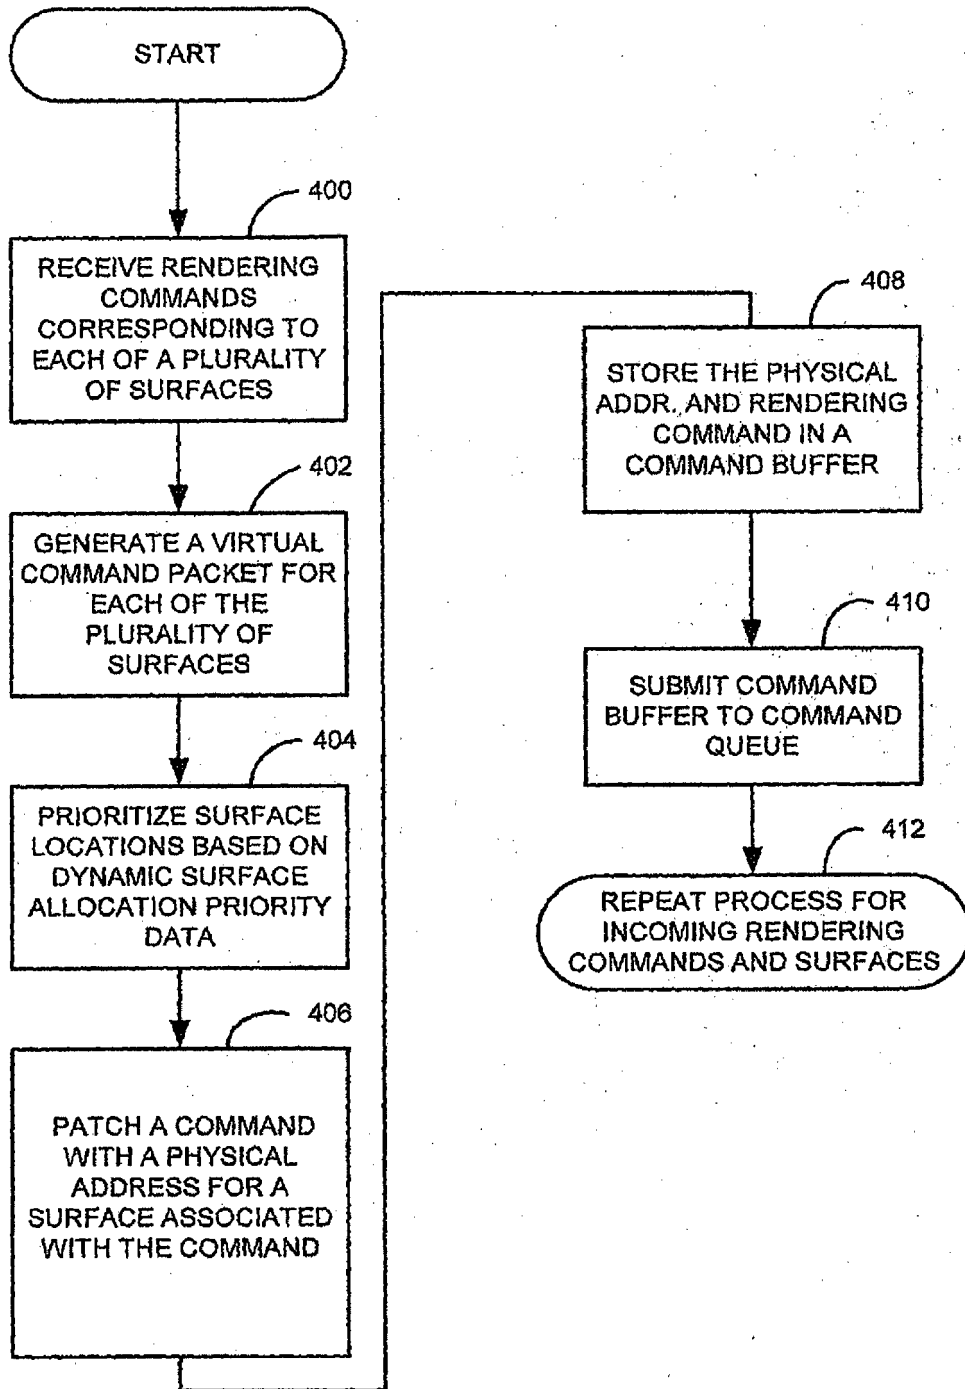 START
400
RECEIVE RENDERING
COMMANDS
CORRESPONDING TO
EACH OF A PLURALITY
OF SURFACES
402
GENERATE A VIRTUAL
COMMAND PACKET FOR
EACH OF THE
PLURALITY OF
SURFACES
404
PRIORITIZE SURFACE
LOCATIONS BASED ON
DYNAMIC SURFACE
ALLOCATION PRIORITY
DATA
406
PATCH A COMMAND
WITH A PHYSICAL
ADDRESS FOR A
SURFACE ASSOCIATED
WITH THE COMMAND
408
STORE THE PHYSICAL
ADDR. AND RENDERING
COMMAND IN A
COMMAND BUFFER
410
SUBMIT COMMAND
BUFFER TO COMMAND
QUEUE
412
REPEAT PROCESS FOR
INCOMING RENDERING
COMMANDS AND SURFACES